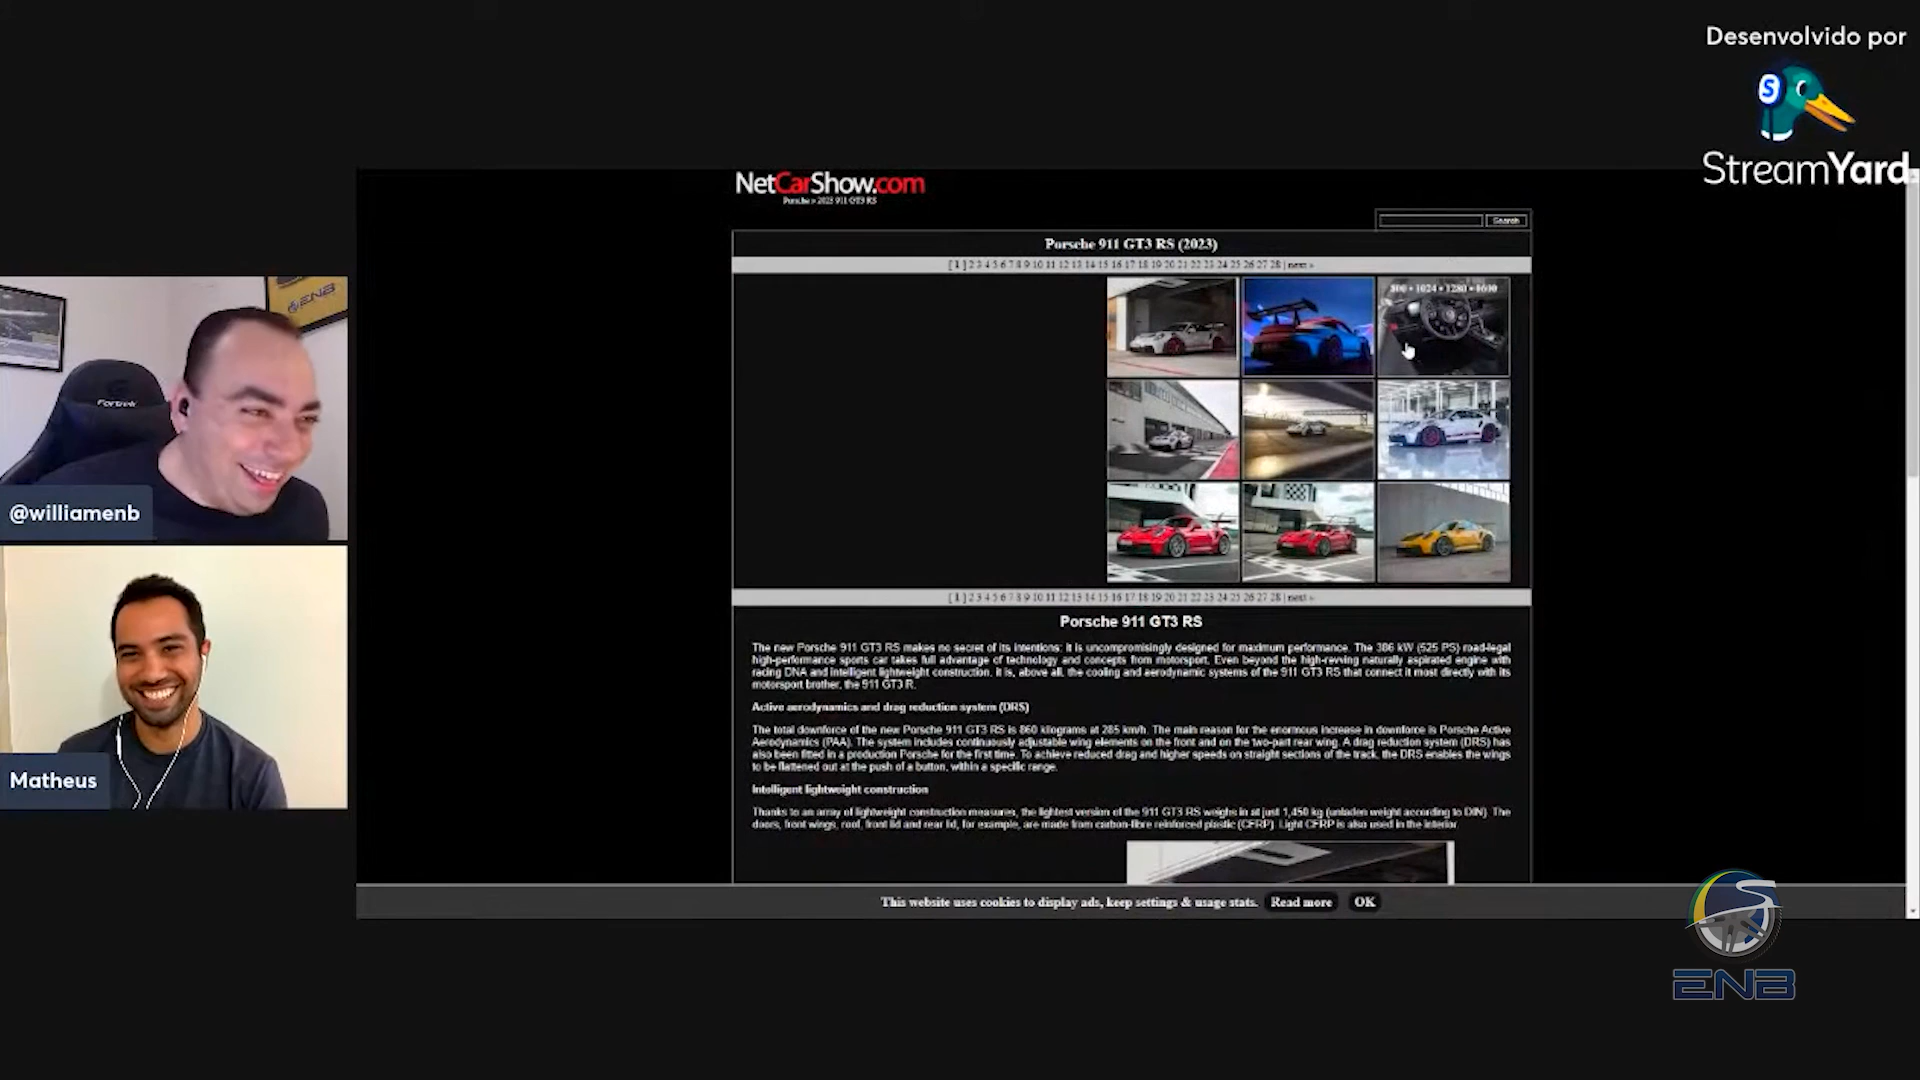 Desenvolvido por
StreamYard
NetCarShow.com
Porsche » 2023 911 GT3 RS
Search
Porsche 911 GT3 RS (2023)
[ 1 ] 2 3 4 5 6 7 8 9 10 11 12 13 14 15 16 17 18 19 20 21 22 23 24 25 26 27 28 | next »
800 • 1024 • 1280 • 1600
ENB
Fortrek
@williamenb
Matheus
[ 1 ] 2 3 4 5 6 7 8 9 10 11 12 13 14 15 16 17 18 19 20 21 22 23 24 25 26 27 28 | next »
Porsche 911 GT3 RS
The new Porsche 911 GT3 RS makes no secret of its intentions: it is uncompromisingly designed for maximum performance. The 386 kW (525 PS) road-legal
high-performance sports car takes full advantage of technology and concepts from motorsport. Even beyond the high-revving naturally aspirated engine with
racing DNA and intelligent lightweight construction, it is, above all, the cooling and aerodynamic systems of the 911 GT3 RS that connect it most directly with its
motorsport brother, the 911 GT3 R.
Active aerodynamics and drag reduction system (DRS)
The total downforce of the new Porsche 911 GT3 RS is 860 kilograms at 285 km/h. The main reason for the enormous increase in downforce is Porsche Active
Aerodynamics (PAA). The system includes continuously adjustable wing elements on the front and on the two-part rear wing. A drag reduction system (DRS) has
also been fitted in a production Porsche for the first time. To achieve reduced drag and higher speeds on straight sections of the track, the DRS enables the wings
to be flattened out at the push of a button, within a specific range.
Intelligent lightweight construction
Thanks to an array of lightweight construction measures, the lightest version of the 911 GT3 RS weighs in at just 1,450 kg (unladen weight according to DIN). The
doors, front wings, roof, front lid and rear lid, for example, are made from carbon-fibre reinforced plastic (CFRP). Light CFRP is also used in the interior.
This website uses cookies to display ads, keep settings & usage stats.
Read more
OK
ENB